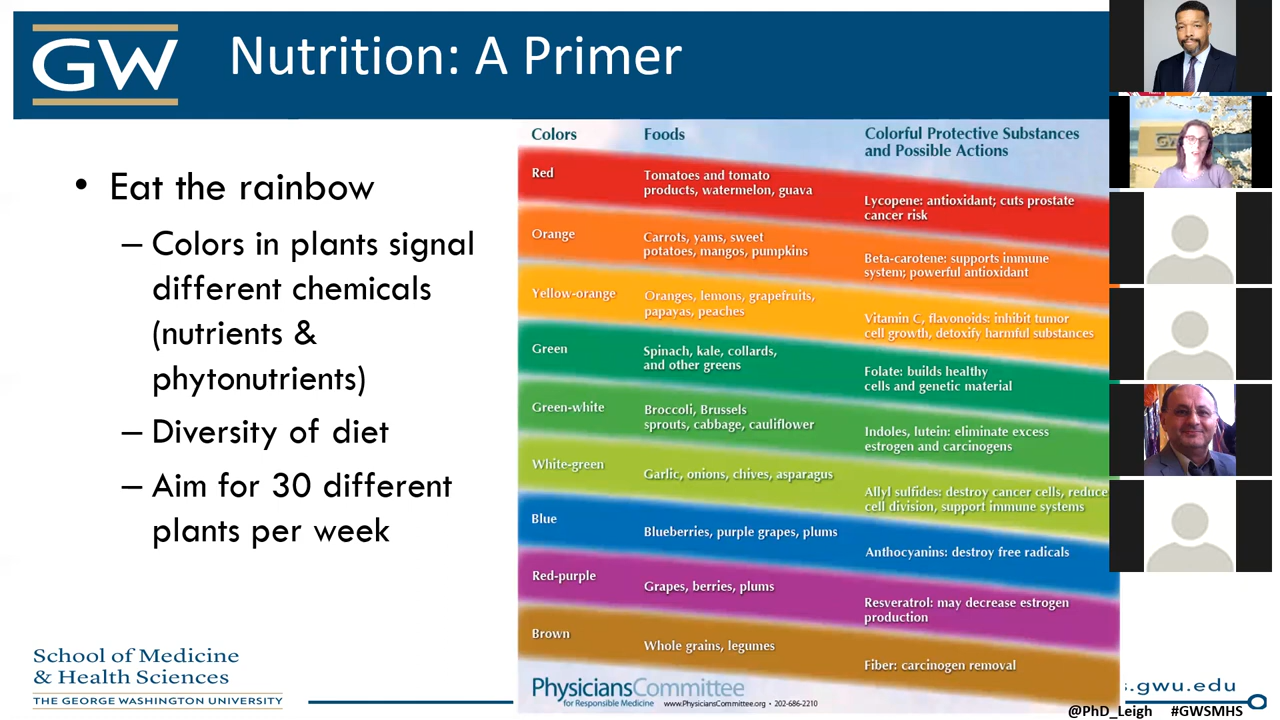 GW
Nutrition: A Primer
• Eat the rainbow
– Colors in plants signal
different chemicals
(nutrients &
phytonutrients)
– Diversity of diet
– Aim for 30 different
plants per week
Colors
Foods
Colorful Protective Substances
and Possible Actions
Red
Tomatoes and tomato
products, watermelon, guava
Lycopene: antioxidant; cuts prostate
cancer risk
Orange
Carrots, yams, sweet
potatoes, mangos, pumpkins
Beta-carotene: supports immune
system; powerful antioxidant
Yellow-orange
Oranges, lemons, grapefruits,
papayas, peaches
Vitamin C, flavonoids: inhibit tumor
cell growth, detoxify harmful substances
Green
Spinach, kale, collards,
and other greens
Folate: builds healthy
cells and genetic material
Green-white
Broccoli, Brussels
sprouts, cabbage, cauliflower
Indoles, lutein: eliminate excess
estrogen and carcinogens
White-green
Garlic, onions, chives, asparagus
Allyl sulfides: destroy cancer cells, reduce
cell division, support immune systems
Blue
Blueberries, purple grapes, plums
Anthocyanins: destroy free radicals
Red-purple
Grapes, berries, plums
Resveratrol: may decrease estrogen
production
Brown
Whole grains, legumes
Fiber: carcinogen removal
PhysiciansCommittee
for Responsible Medicine www.PhysiciansCommittee.org • 202-686-2210
School of Medicine
& Health Sciences
THE GEORGE WASHINGTON UNIVERSITY
s.gwu.edu
@PhD_Leigh #GWSMHS
GW